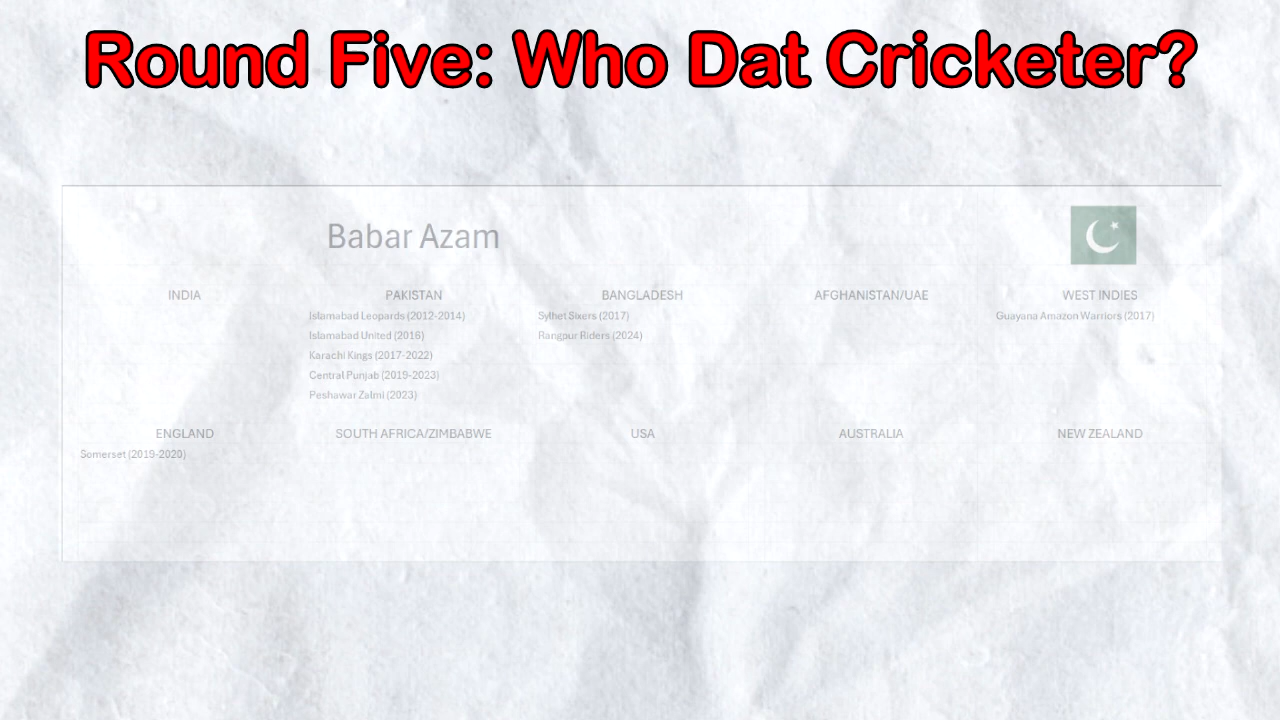 Round Five: Who Dat Cricketer?
Babar Azam
INDIA PAKISTAN BANGLADESH AFGHANISTAN/UAE WEST INDIES
Islamabad Leopards (2012-2014) Sylhet Sixers (2017) Guayana Amazon Warriors (2017)
Islamabad United (2016) Rangpur Riders (2024)
Karachi Kings (2017-2022)
Central Punjab (2019-2023)
Peshawar Zalmi (2023)
ENGLAND SOUTH AFRICA/ZIMBABWE USA AUSTRALIA NEW ZEALAND
Somerset (2019-2020)